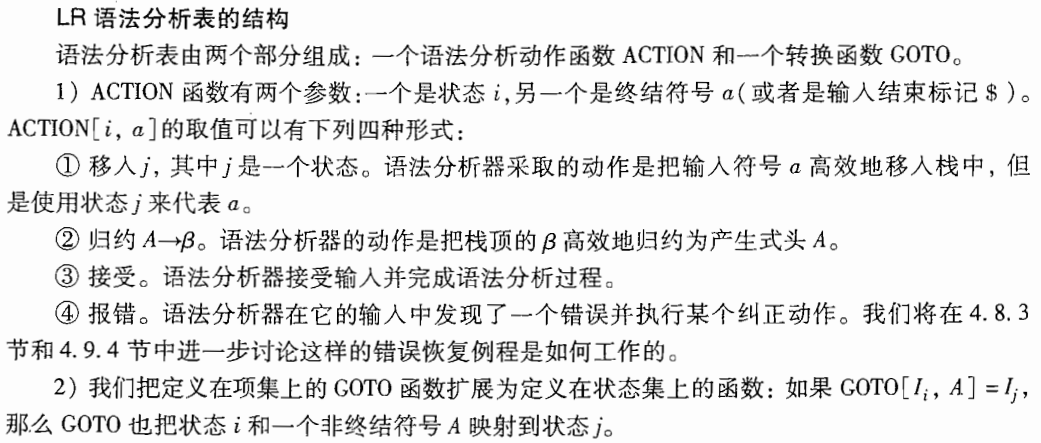 LR 语法分析表的结构
语法分析表由两个部分组成：一个语法分析动作函数 ACTION 和一个转换函数 GOTO。
1）ACTION 函数有两个参数:一个是状态 i,另一个是终结符号 a(或者是输入结束标记 $ )。
ACTION[i, a]的取值可以有下列四种形式：
① 移入 j, 其中 j 是一个状态。语法分析器采取的动作是把输入符号 a 高效地移入栈中，但
是使用状态 j 来代表 a。
② 归约 A→β。语法分析器的动作是把栈顶的 β 高效地归约为产生式头 A。
③ 接受。语法分析器接受输入并完成语法分析过程。
④ 报错。语法分析器在它的输入中发现了一个错误并执行某个纠正动作。我们将在 4.8.3
节和 4.9.4 节中进一步讨论这样的错误恢复例程是如何工作的。
2）我们把定义在项集上的 GOTO 函数扩展为定义在状态集上的函数：如果 GOTO[Iᵢ, A] = Iⱼ,
那么 GOTO 也把状态 i 和一个非终结符号 A 映射到状态 j。